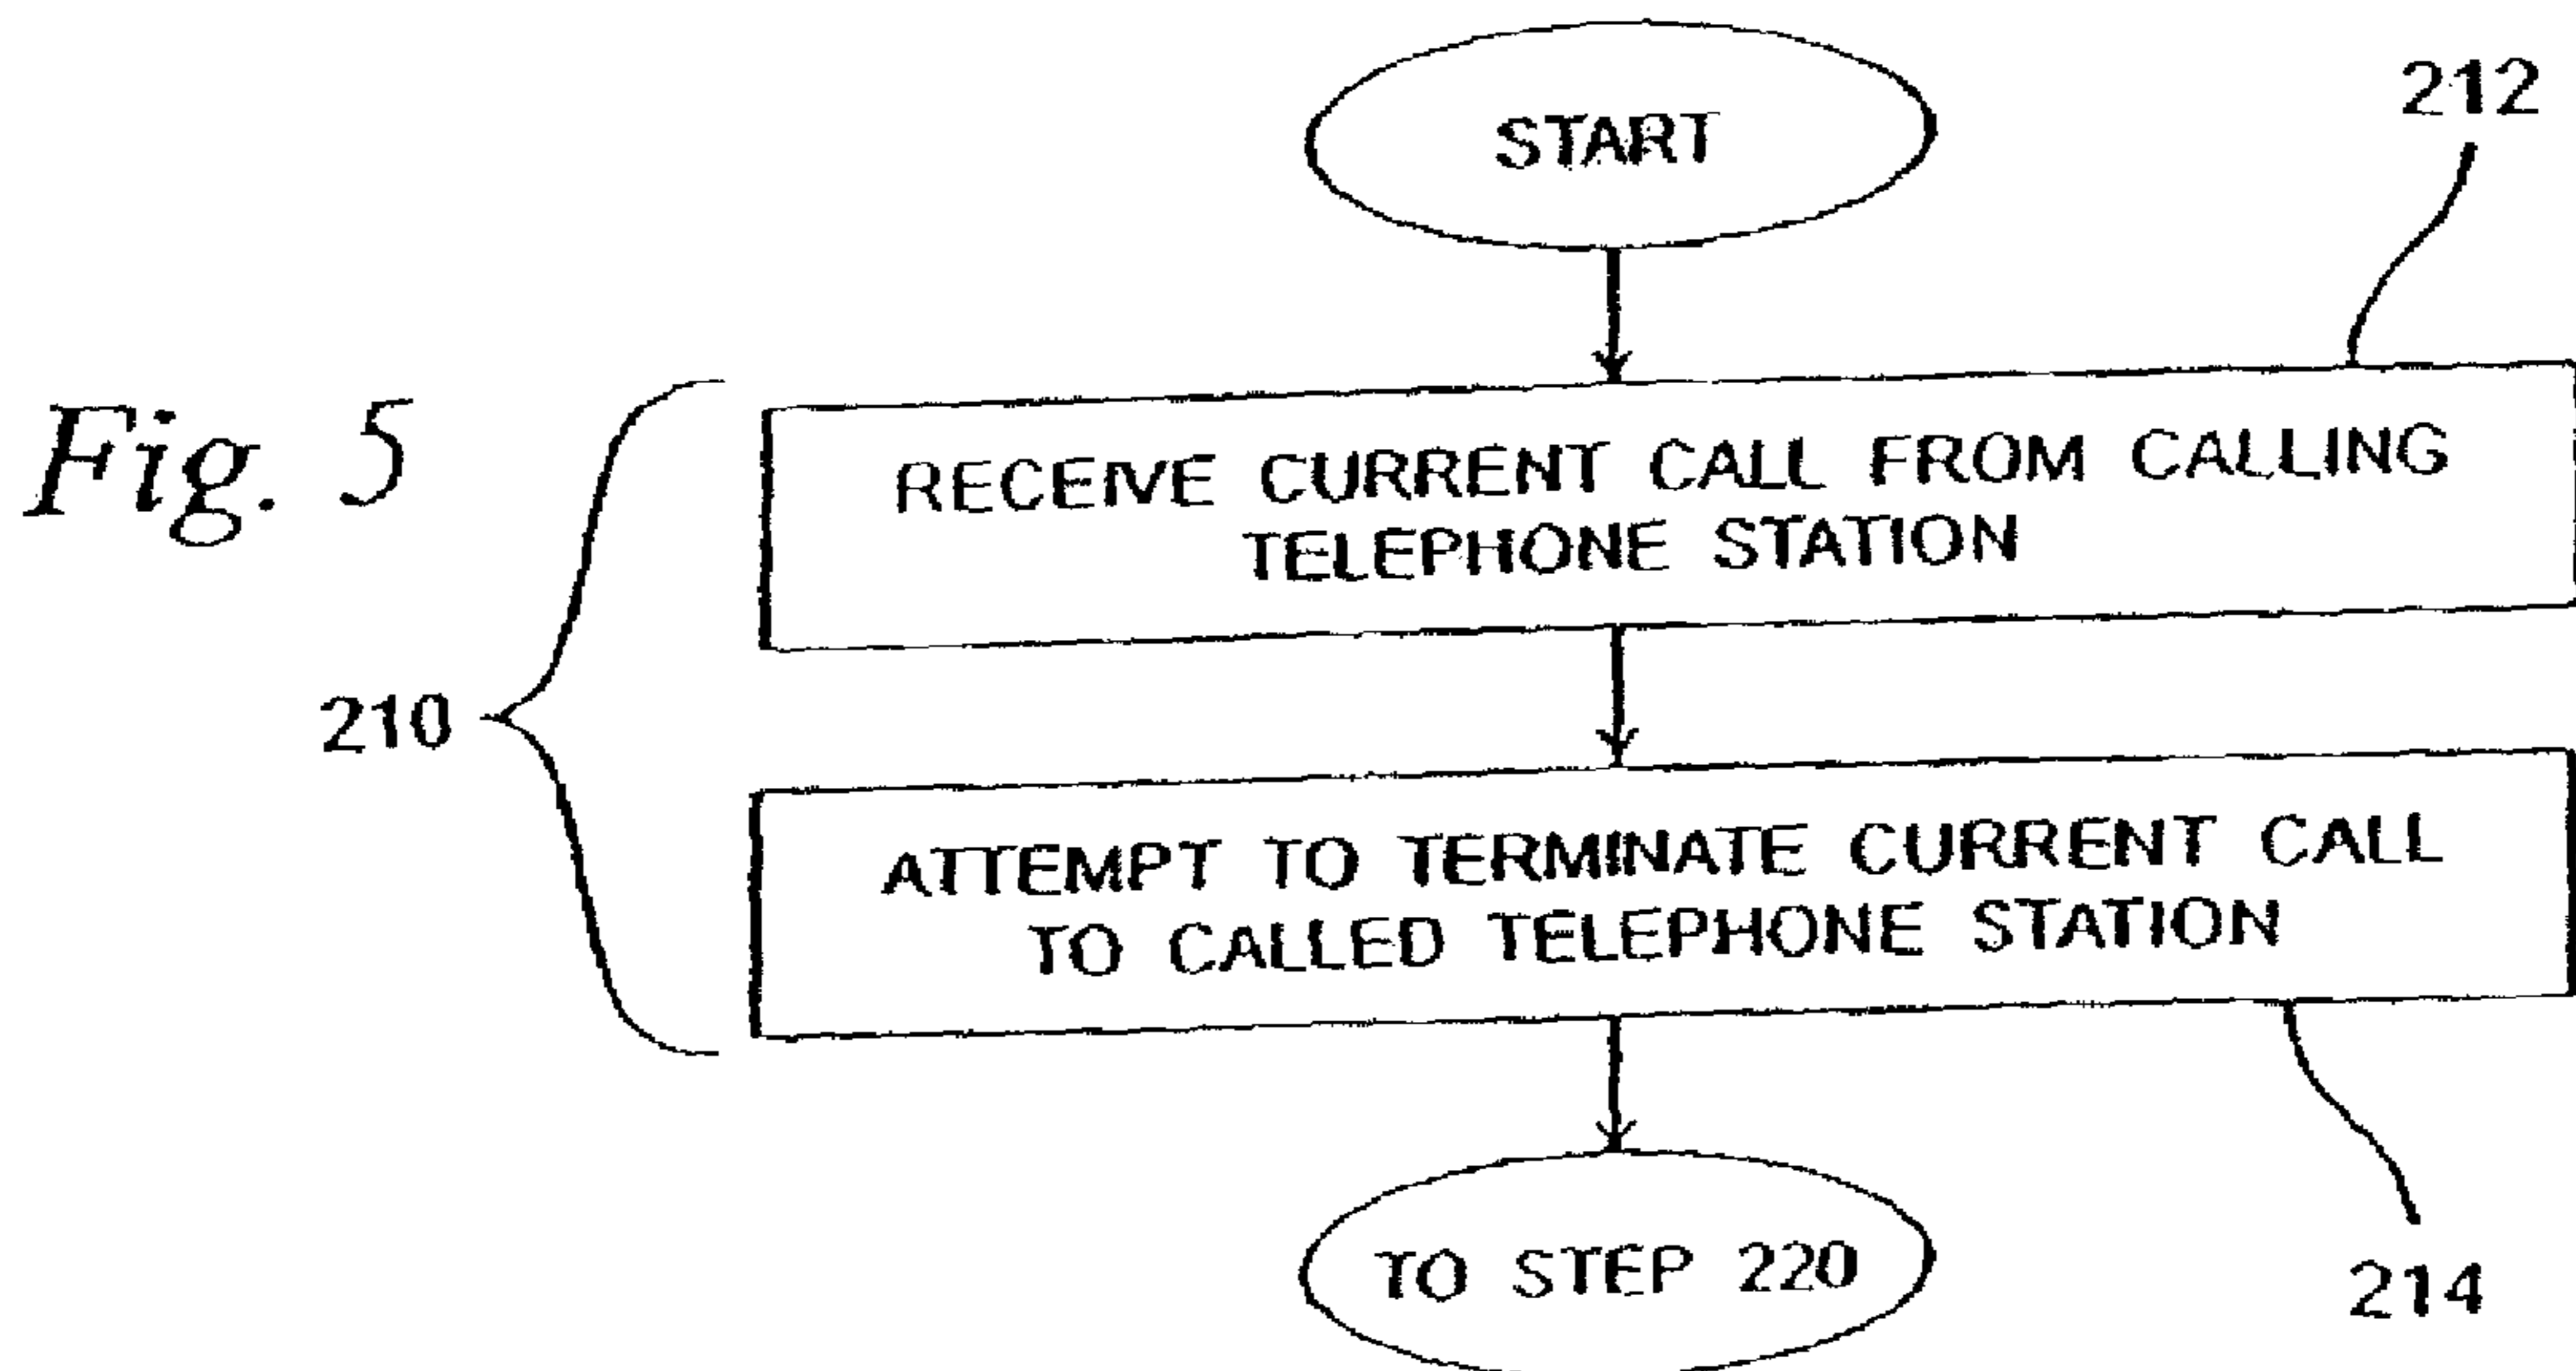 START
212
Fig. 5
RECEIVE CURRENT CALL FROM CALLING
TELEPHONE STATION
210
ATTEMPT TO TERMINATE CURRENT CALL
TO CALLED TELEPHONE STATION
TO STEP 220
214